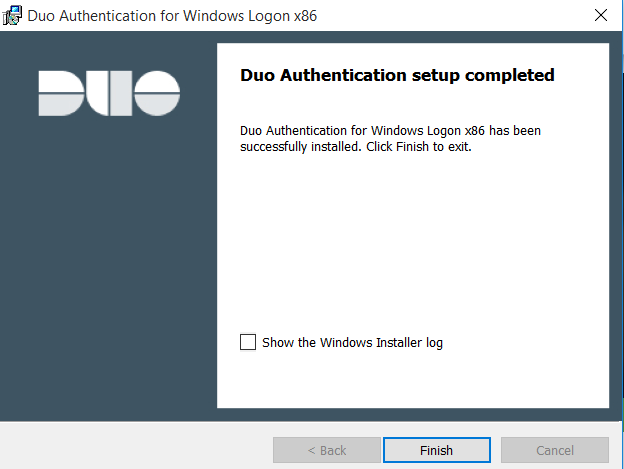 Duo Authentication for Windows Logon x86
DUO
Duo Authentication setup completed
Duo Authentication for Windows Logon x86 has been
successfully installed. Click Finish to exit.
Show the Windows Installer log
< Back
Finish
Cancel